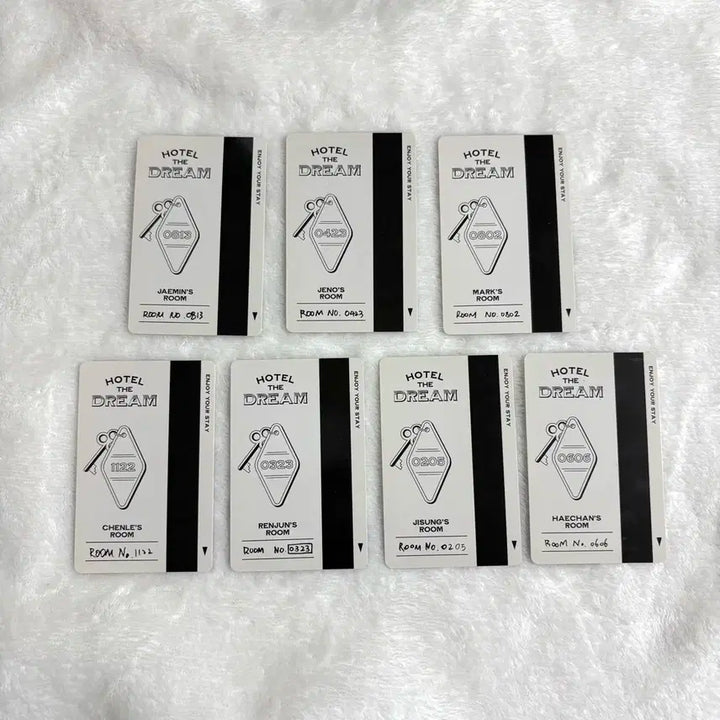 HOTEL
THE
DREAM
0813
JAEMIN'S
ROOM
ROOM NO. 0813
ENJOY YOUR STAY
HOTEL
THE
DREAM
0423
JENO'S
ROOM
ROOM NO. 0423
ENJOY YOUR STAY
HOTEL
THE
DREAM
0802
MARK'S
ROOM
ROOM NO. 0802
ENJOY YOUR STAY
HOTEL
THE
DREAM
1122
CHENLE'S
ROOM
ROOM No. 1122
ENJOY YOUR STAY
HOTEL
THE
DREAM
0323
RENJUN'S
ROOM
ROOM NO 0323
ENJOY YOUR STAY
HOTEL
THE
DREAM
0205
JISUNG'S
ROOM
ROOM NO. 0205
ENJOY YOUR STAY
HOTEL
THE
DREAM
0606
HAECHAN'S
ROOM
ROOM No. 0606
ENJOY YOUR STAY